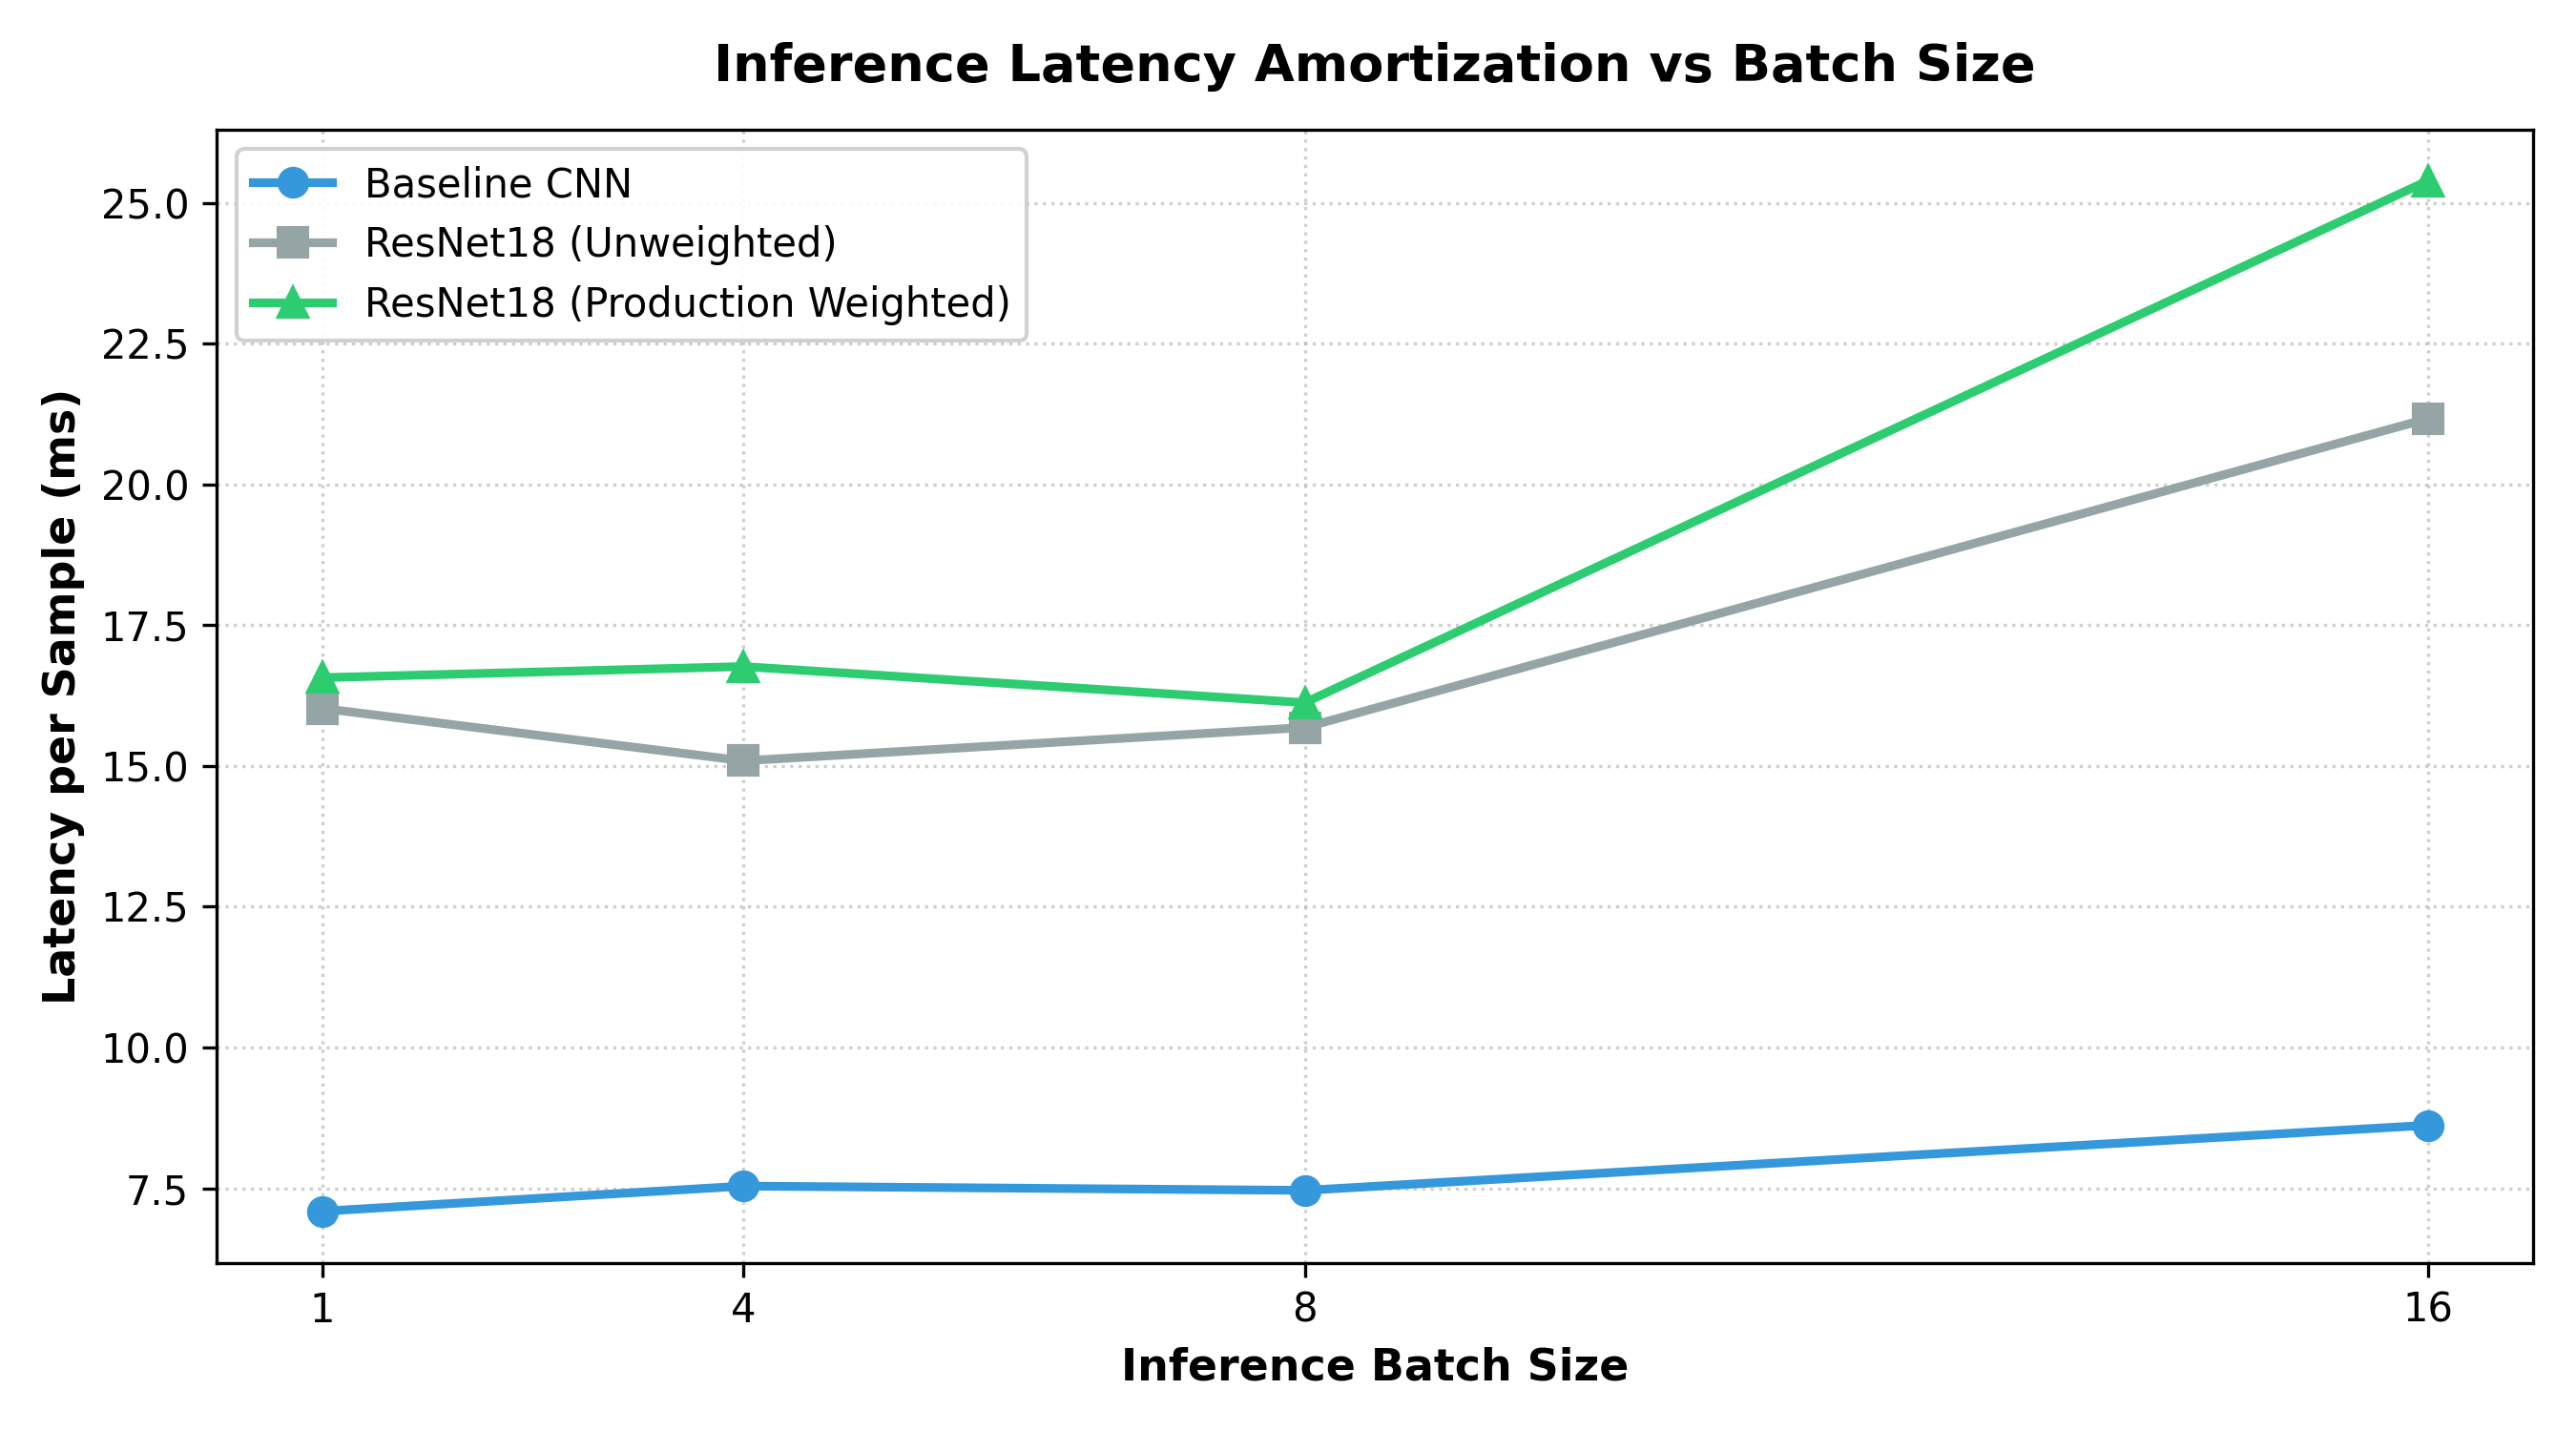 Inference Latency Amortization vs Batch Size
Baseline CNN
ResNet18 (Unweighted)
ResNet18 (Production Weighted)
Latency per Sample (ms)
25.0
22.5
20.0
17.5
15.0
12.5
10.0
7.5
1
4
8
16
Inference Batch Size